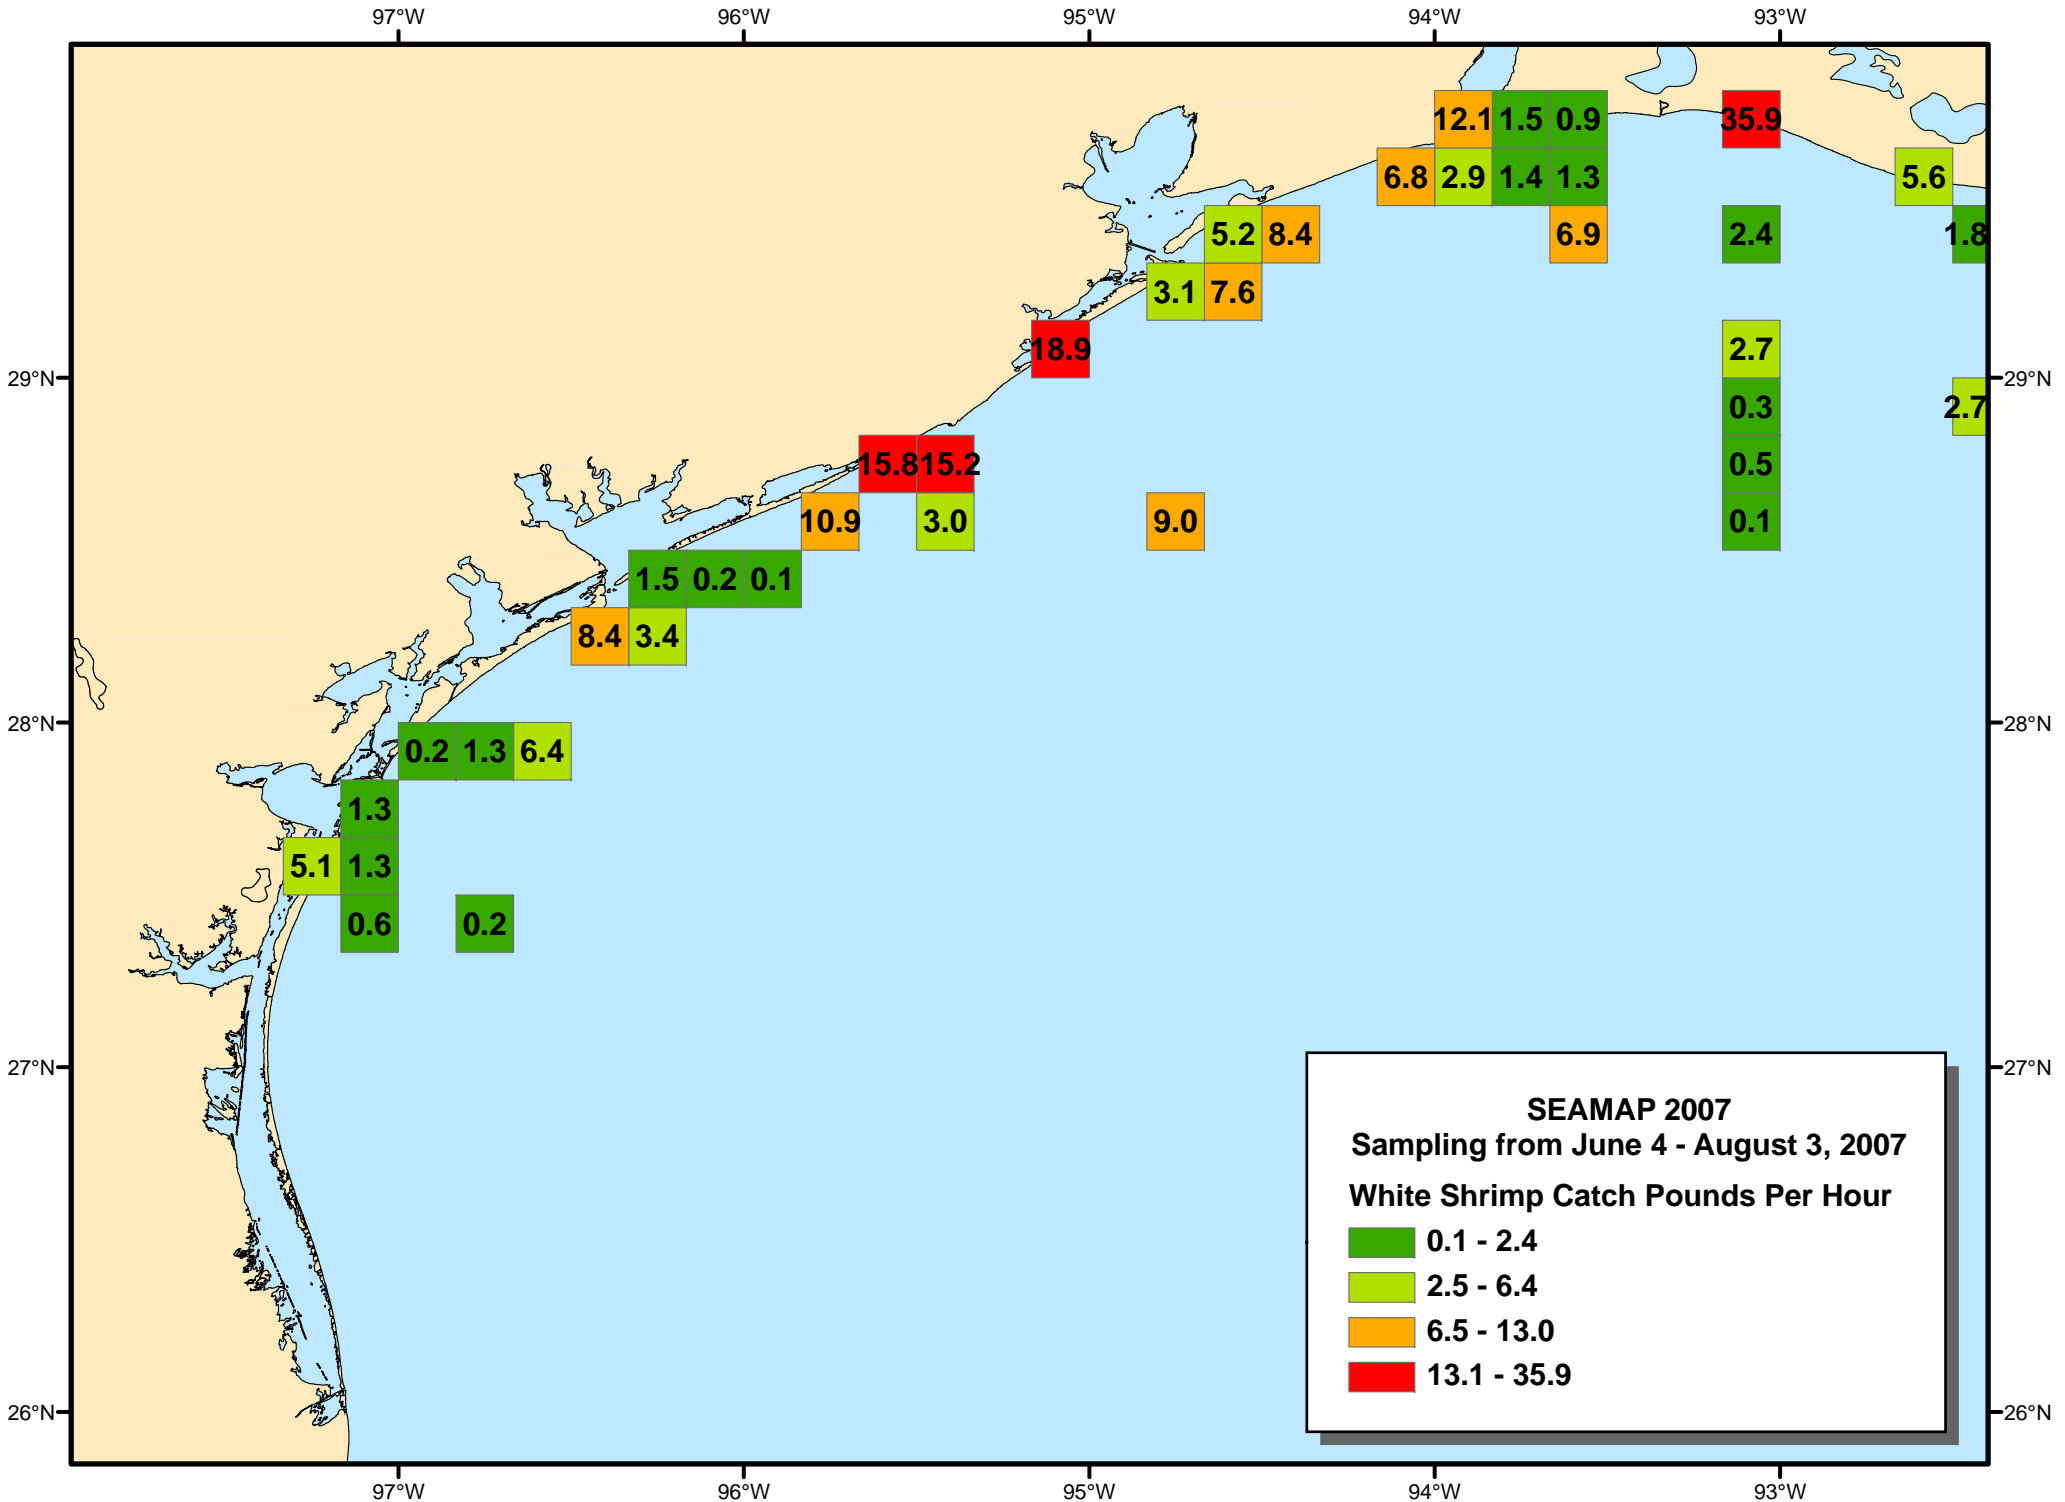 97°W 96°W 95°W 94°W 93°W
12.1 1.5 0.9 35.9
6.8 2.9 1.4 1.3 5.6
5.2 8.4 6.9 2.4 1.8
3.1 7.6
18.9 2.7
29°N 29°N
0.3 2.7
15.8 15.2 0.5
10.9 3.0 9.0 0.1
1.5 0.2 0.1
8.4 3.4
28°N 28°N
0.2 1.3 6.4
1.3
5.1 1.3
0.6 0.2
27°N 27°N
SEAMAP 2007
Sampling from June 4 - August 3, 2007
White Shrimp Catch Pounds Per Hour
0.1 - 2.4
2.5 - 6.4
6.5 - 13.0
13.1 - 35.9
26°N 26°N
97°W 96°W 95°W 94°W 93°W